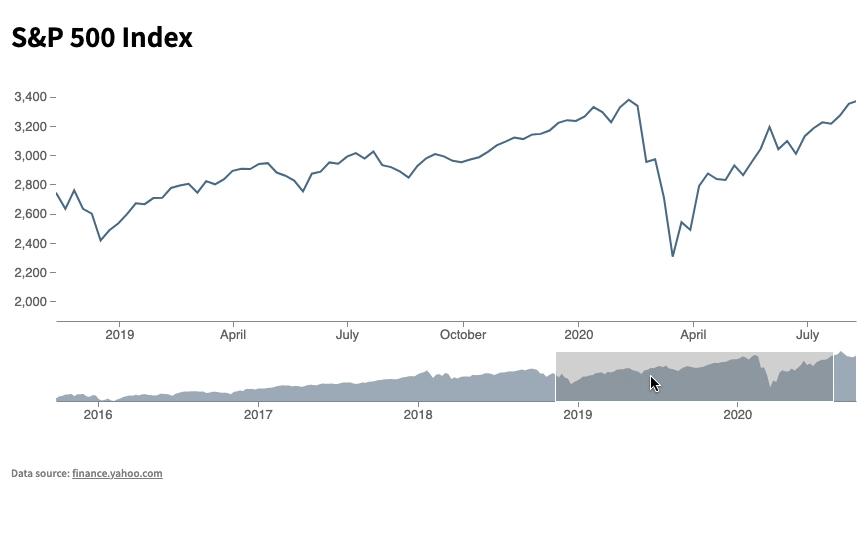 S&P 500 Index
3,400
3,200
3,000
2,800
2,600
2,400
2,200
2,000
2019 April July October 2020 April July
2016 2017 2018 2019 2020
Data source: finance.yahoo.com